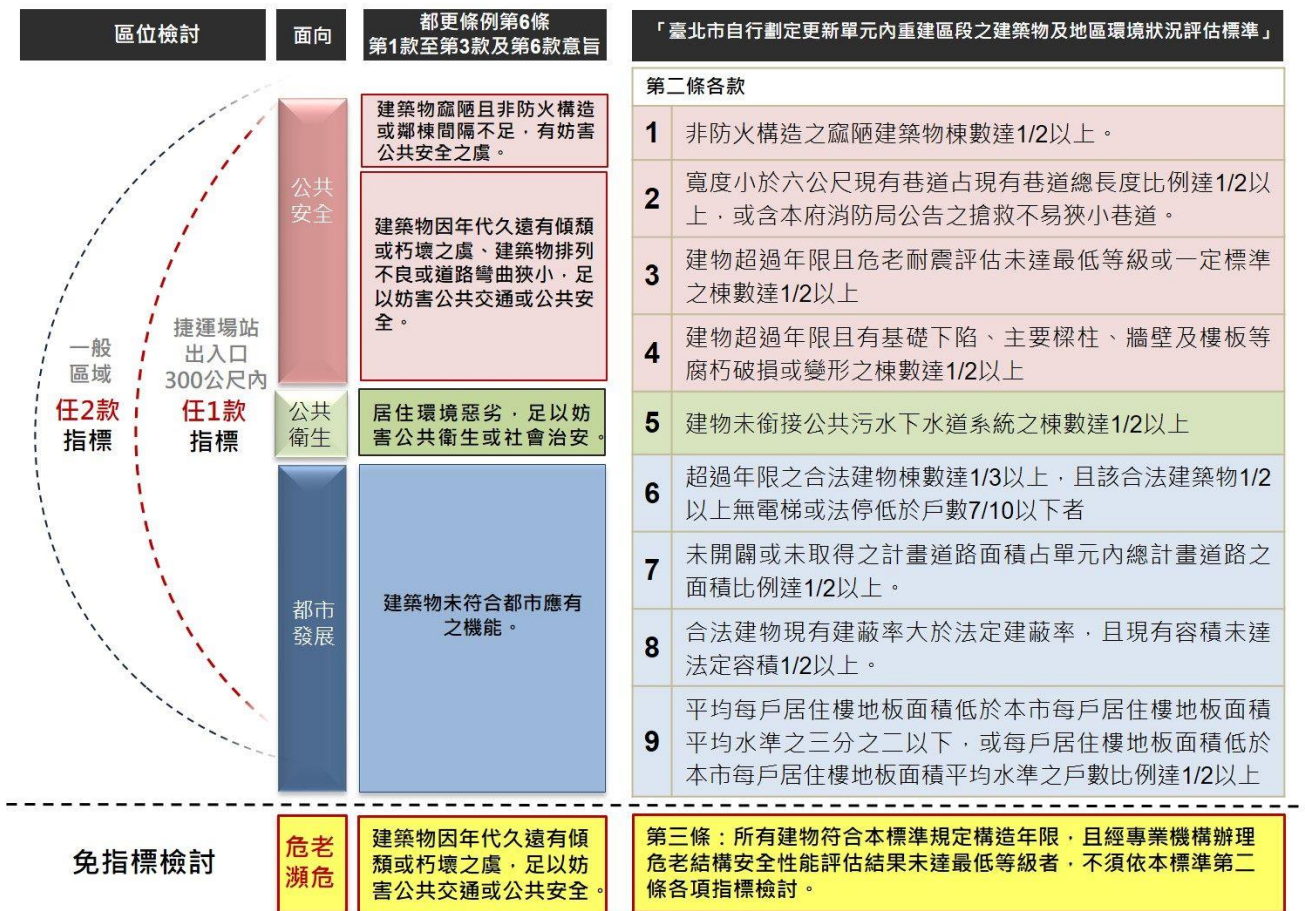 區位檢討
面向
都更條例第6條
第1款至第3款及第6款意旨
「臺北市自行劃定更新單元內重建區段之建築物及地區環境狀況評估標準」
一般
區域
任2款
指標
捷運場站
出入口
300公尺內
任1款
指標
公共
安全
建築物窳陋且非防火構造
或鄰棟間隔不足，有妨害
公共安全之虞。
建築物因年代久遠有傾頹
或朽壞之虞、建築物排列
不良或道路彎曲狹小，足
以妨害公共交通或公共安
全。
公共
衛生
居住環境惡劣，足以妨
害公共衛生或社會治安。
都市
發展
建築物未符合都市應有
之機能。
第二條各款
1 非防火構造之窳陋建築物棟數達1/2以上。
2 寬度小於六公尺現有巷道占現有巷道總長度比例達1/2以
上，或含本府消防局公告之搶救不易狹小巷道。
3 建物超過年限且危老耐震評估未達最低等級或一定標準
之棟數達1/2以上
4 建物超過年限且有基礎下陷、主要樑柱、牆壁及樓板等
腐朽破損或變形之棟數達1/2以上
5 建物未銜接公共污水下水道系統之棟數達1/2以上
6 超過年限之合法建物棟數達1/3以上，且該合法建築物1/2
以上無電梯或法停低於戶數7/10以下者
7 未開闢或未取得之計畫道路面積占單元內總計畫道路之
面積比例達1/2以上。
8 合法建物現有建蔽率大於法定建蔽率，且現有容積未達
法定容積1/2以上。
9 平均每戶居住樓地板面積低於本市每戶居住樓地板面積
平均水準之三分之二以下，或每戶居住樓地板面積低於
本市每戶居住樓地板面積平均水準之戶數比例達1/2以上
免指標檢討
危老
瀕危
建築物因年代久遠有傾
頹或朽壞之虞，足以妨
害公共交通或公共安全。
第三條：所有建物符合本標準規定構造年限，且經專業機構辦理
危老結構安全性能評估結果未達最低等級者，不須依本標準第二
條各項指標檢討。